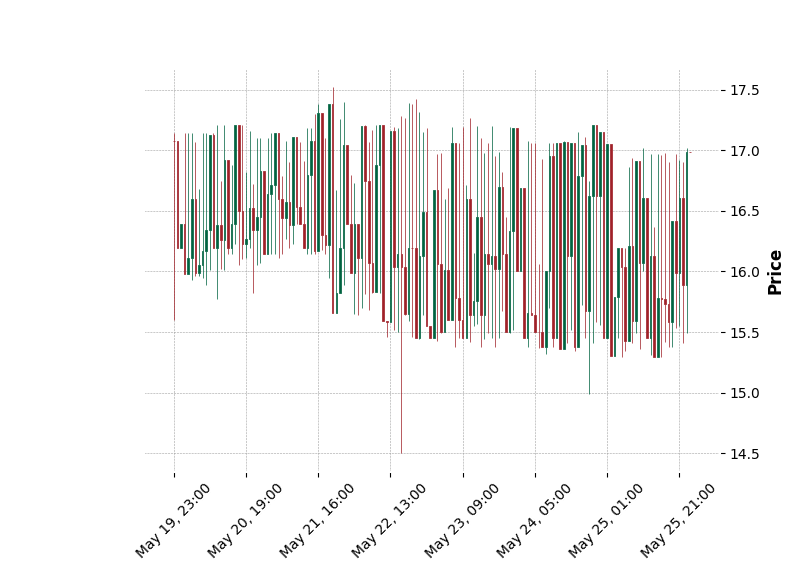 17.5
17.0
16.5
16.0
15.5
15.0
14.5
Price
May 19, 23:00
May 20, 19:00
May 21, 16:00
May 22, 13:00
May 23, 09:00
May 24, 05:00
May 25, 01:00
May 25, 21:00